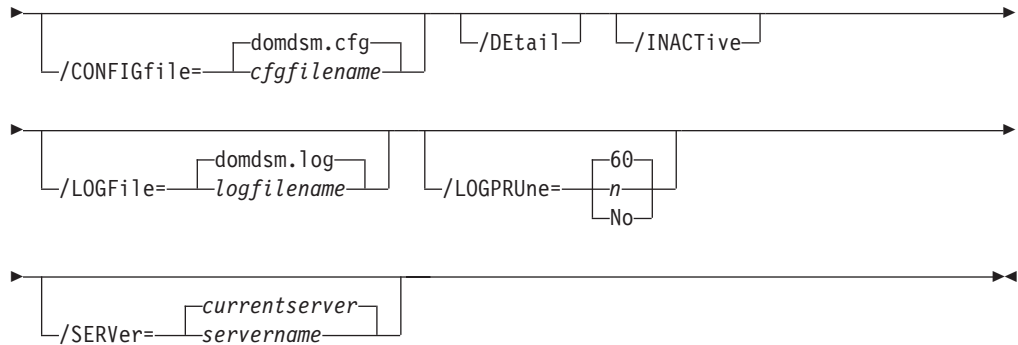 /DEtail /INACTive
domdsm.cfg
/CONFIGfile= cfgfilename
domdsm.log 60
/LOGFile= logfilename /LOGPRUne= n
No
currentserver
/SERVer= servername